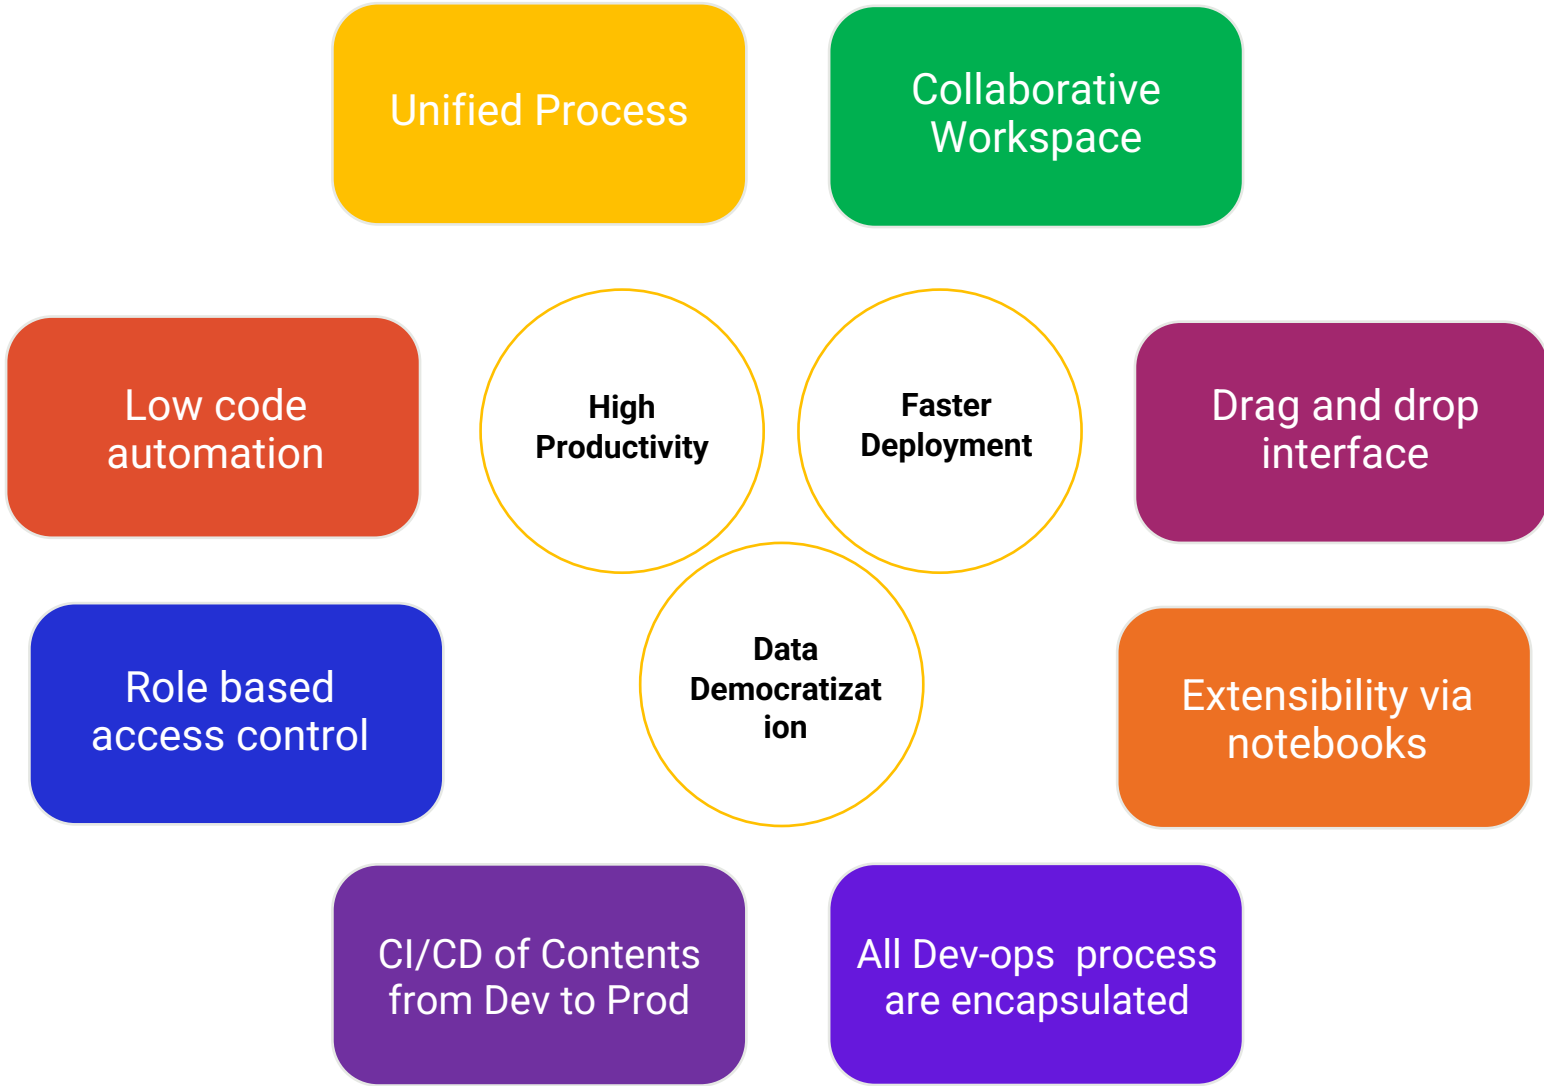 Unified Process
Collaborative
Workspace
Low code
automation
High
Productivity
Faster
Deployment
Drag and drop
interface
Role based
access control
Data
Democratizat
ion
Extensibility via
notebooks
CI/CD of Contents
from Dev to Prod
All Dev-ops  process
are encapsulated